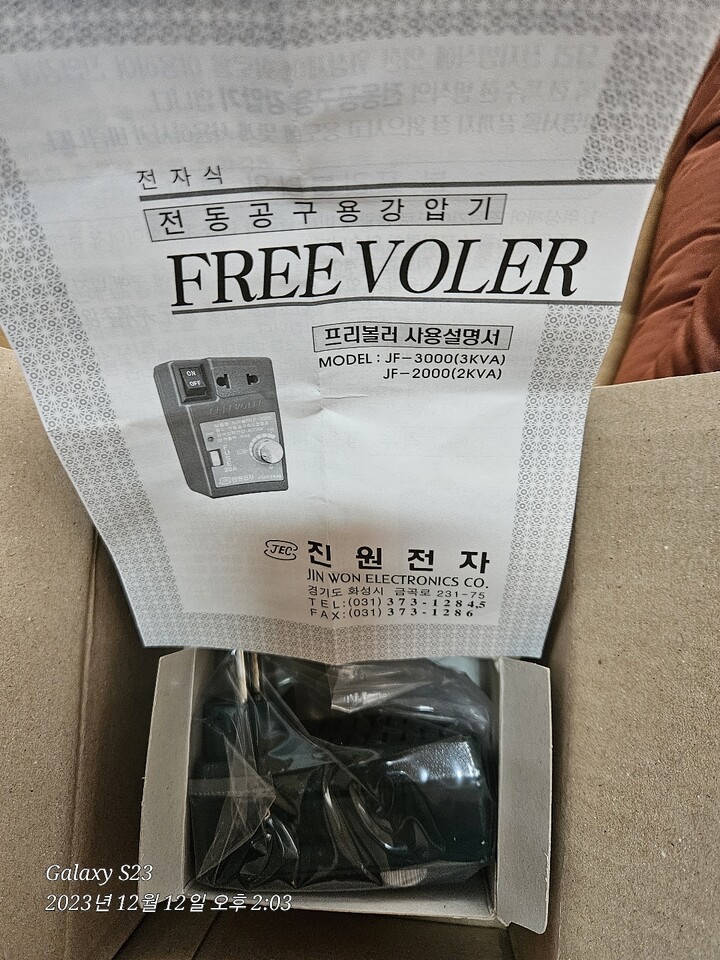 전자식
전동공구용강압기
FREE VOLER
프리볼러 사용설명서
MODEL : JF-3000(3KVA)
JF-2000(2KVA)
ON
OFF
FREEVOLER
FUSE
20A
JEC 진원전자
JIN WON ELECTRONICS CO.
경기도 화성시 금곡로 231-75
TEL:(031) 373-1284,5
FAX:(031) 373-1286
Galaxy S23
2023년 12월 12일 오후 2:03